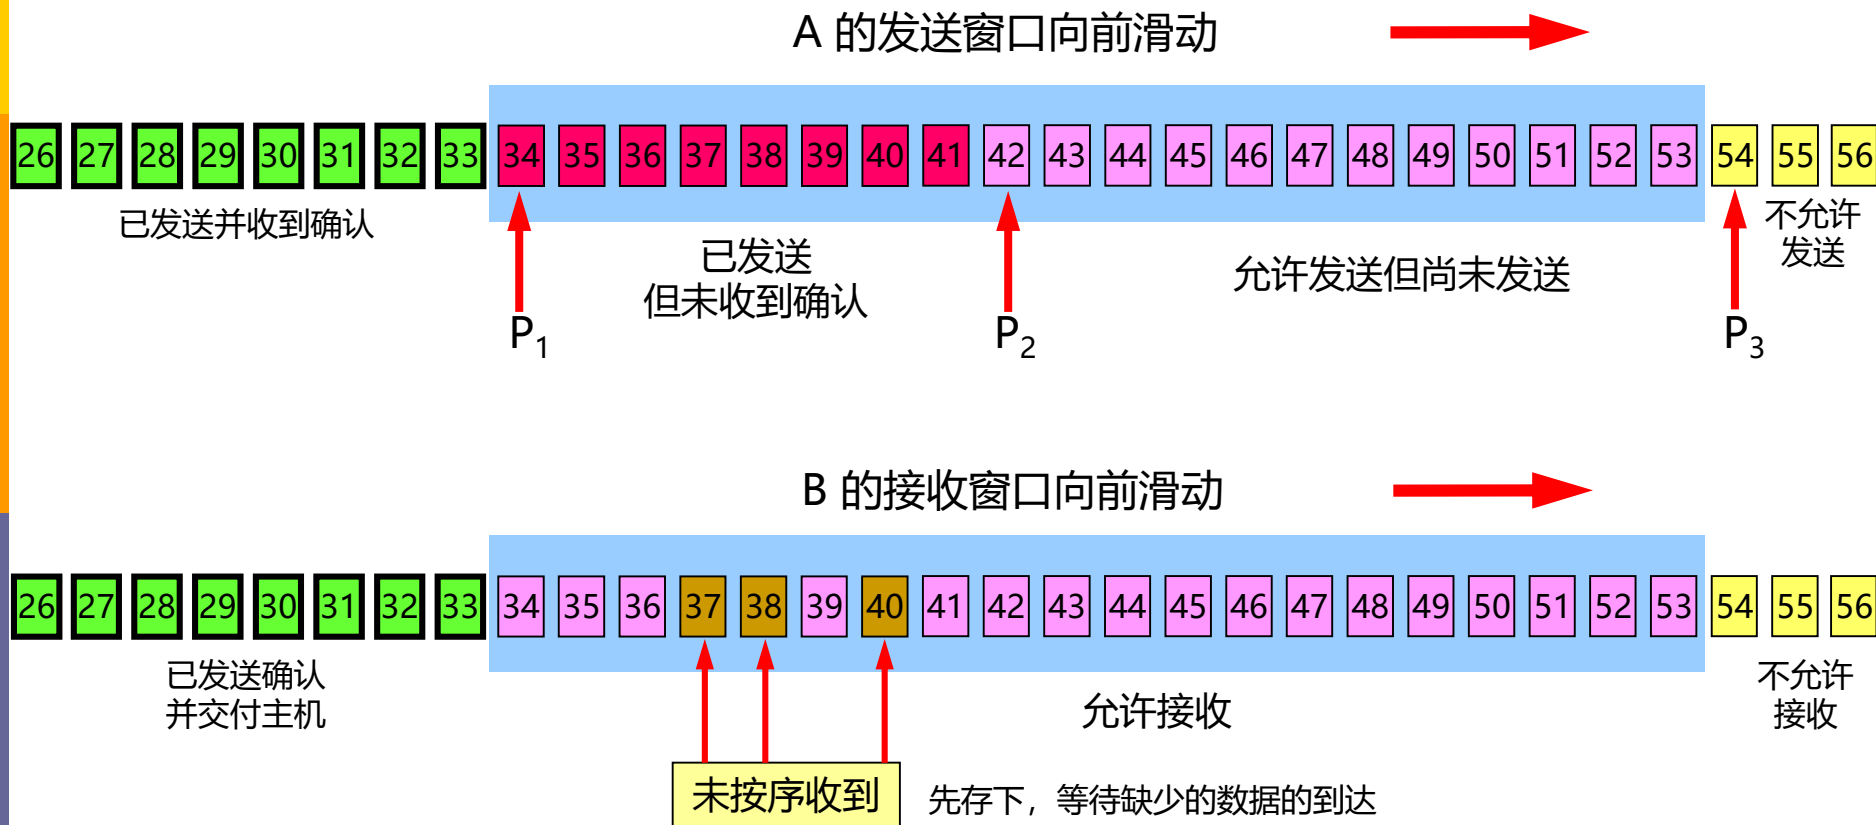 A 的发送窗口向前滑动
26 27 28 29 30 31 32 33 34 35 36 37 38 39 40 41 42 43 44 45 46 47 48 49 50 51 52 53 54 55 56
已发送并收到确认
已发送
但未收到确认
允许发送但尚未发送
不允许
发送
P1
P2
P3
B 的接收窗口向前滑动
26 27 28 29 30 31 32 33 34 35 36 37 38 39 40 41 42 43 44 45 46 47 48 49 50 51 52 53 54 55 56
已发送确认
并交付主机
允许接收
不允许
接收
未按序收到
先存下，等待缺少的数据的到达